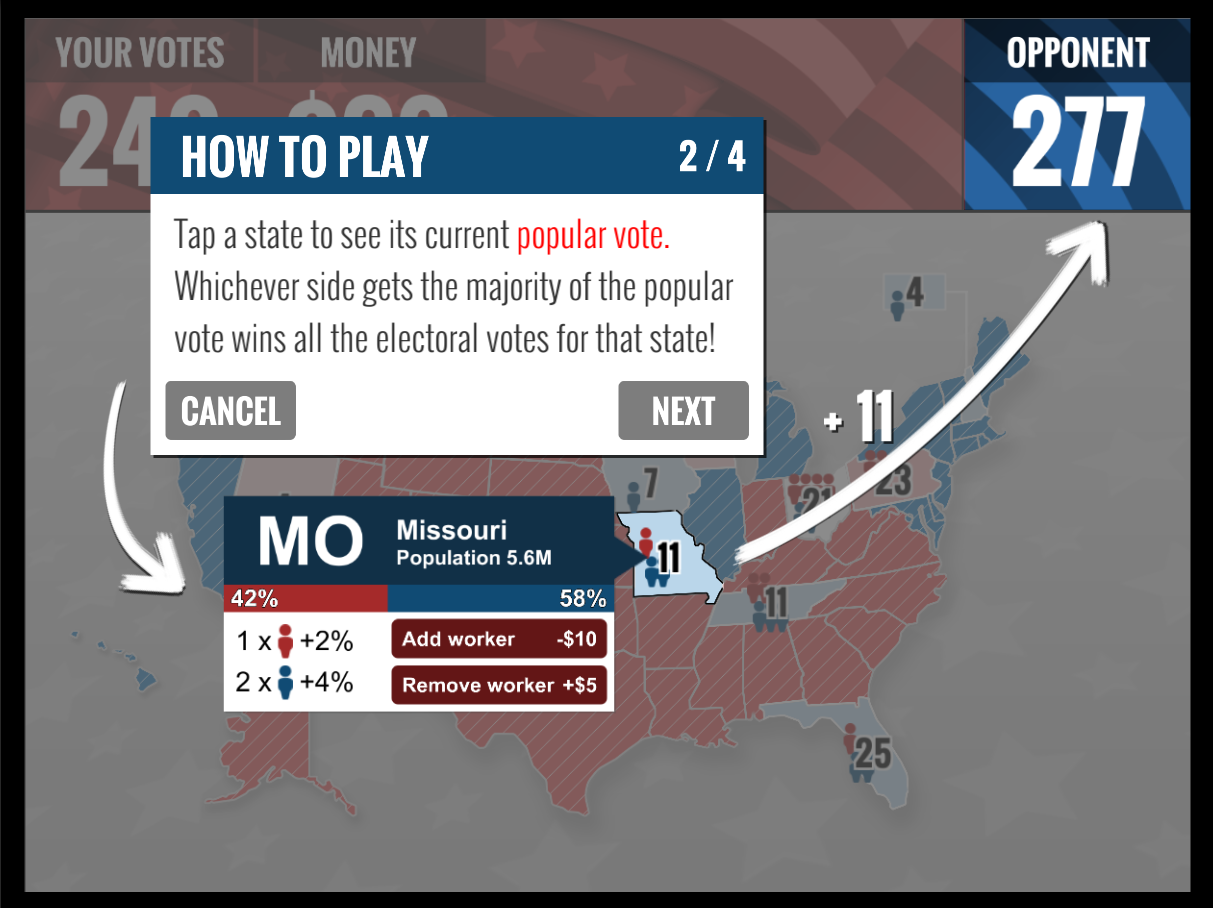 YOUR VOTES
MONEY
OPPONENT
277
HOW TO PLAY
2 / 4
Tap a state to see its current popular vote.
Whichever side gets the majority of the popular
vote wins all the electoral votes for that state!
CANCEL
NEXT
4
+ 11
7
23
21
MO
Missouri
Population 5.6M
11
42%
58%
1 x +2%
Add worker -$10
2 x +4%
Remove worker +$5
11
25